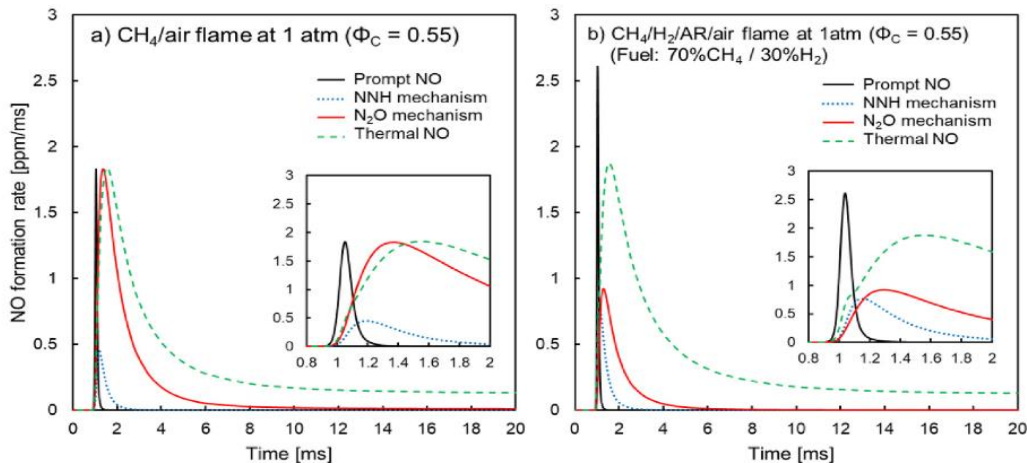 a) CH₄/air flame at 1 atm (Φ_C = 0.55)
Prompt NO
NNH mechanism
N₂O mechanism
Thermal NO
NO formation rate [ppm/ms]
3
2.5
2
1.5
1
0.5
0
0 2 4 6 8 10 12 14 16 18 20
Time [ms]
3
2.5
2
1.5
1
0.5
0
0.8 1 1.2 1.4 1.6 1.8 2
b) CH₄/H₂/AR/air flame at 1atm (Φ_C = 0.55)
(Fuel: 70%CH₄ / 30%H₂)
Prompt NO
NNH mechanism
N₂O mechanism
Thermal NO
3
2.5
2
1.5
1
0.5
0
0 2 4 6 8 10 12 14 16 18 20
Time [ms]
3
2.5
2
1.5
1
0.5
0
0.8 1 1.2 1.4 1.6 1.8 2